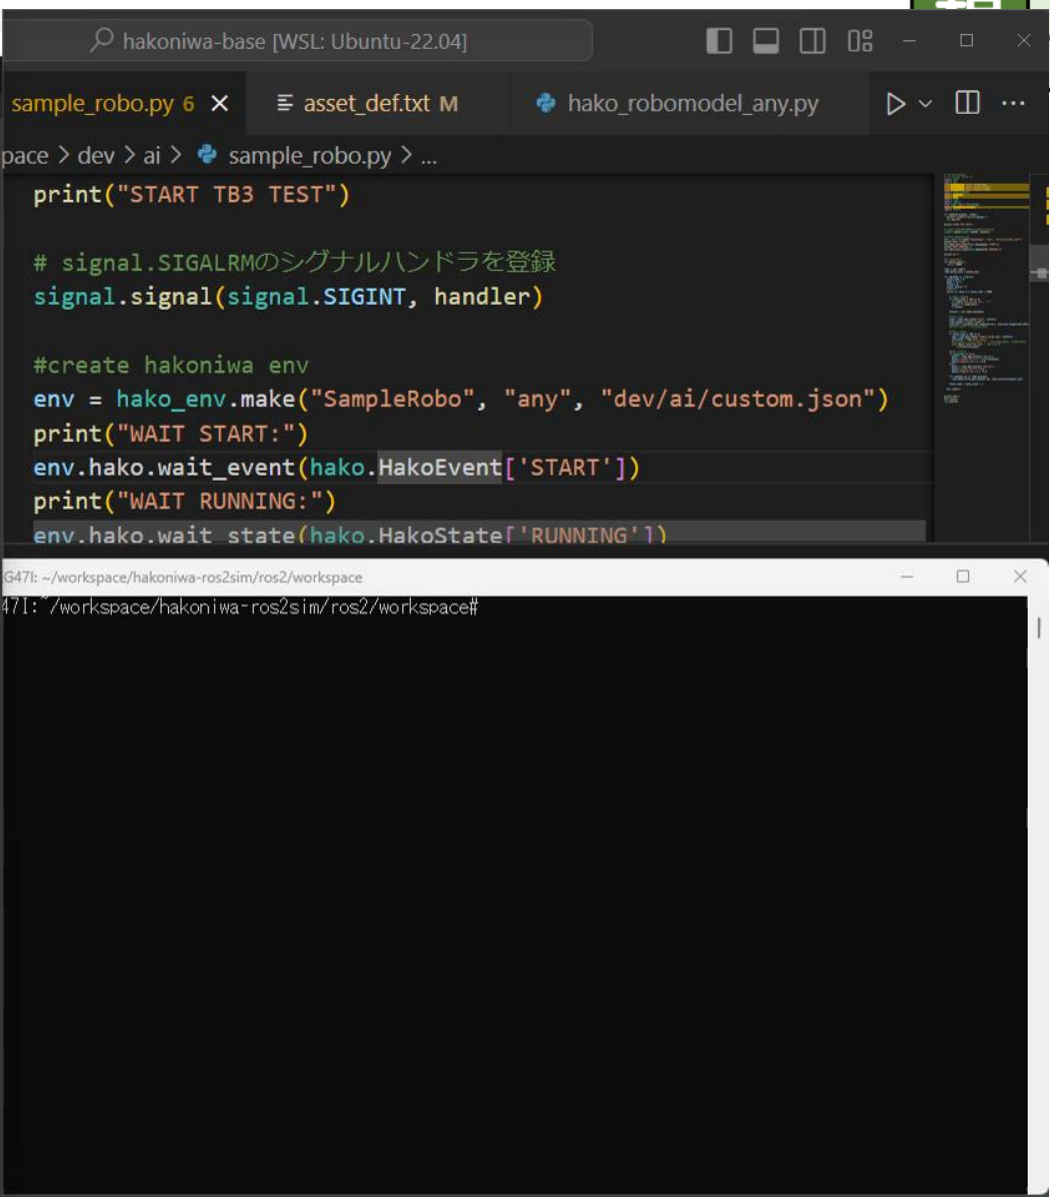 hakoniwa-base [WSL: Ubuntu-22.04]
sample_robo.py 6
asset_def.txt M
hako_robomodel_any.py
pace > dev > ai > sample_robo.py > ...
print("START TB3 TEST")
# signal.SIGALRMのシグナルハンドラを登録
signal.signal(signal.SIGINT, handler)
#create hakoniwa env
env = hako_env.make("SampleRobo", "any", "dev/ai/custom.json")
print("WAIT START:")
env.hako.wait_event(hako.HakoEvent['START'])
print("WAIT RUNNING:")
env.hako.wait_state(hako.HakoState['RUNNING'])
G47I: ~/workspace/hakoniwa-ros2sim/ros2/workspace
47I:~/workspace/hakoniwa-ros2sim/ros2/workspace#